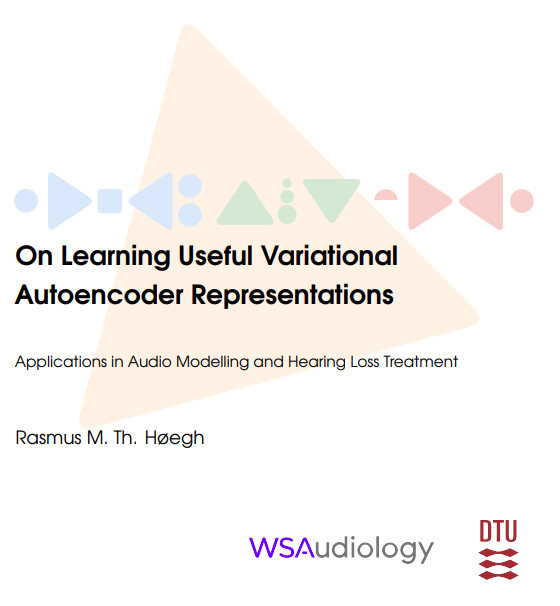 On Learning Useful Variational
Autoencoder Representations
Applications in Audio Modelling and Hearing Loss Treatment
Rasmus M. Th. Høegh
WSAudiology
DTU